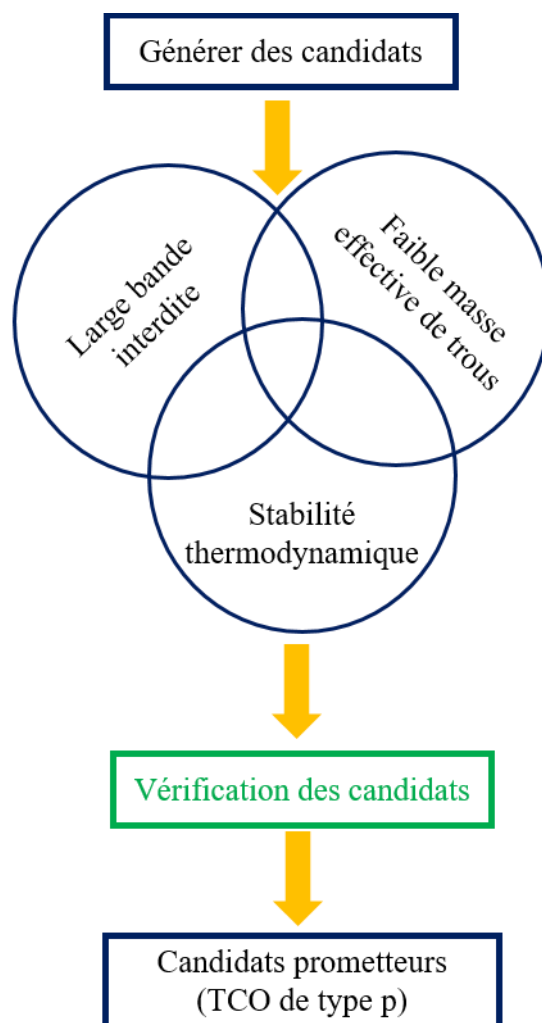 Générer des candidats
Large bande
interdite
Faible masse
effective de trous
Stabilité
thermodynamique
Vérification des candidats
Candidats prometteurs
(TCO de type p)